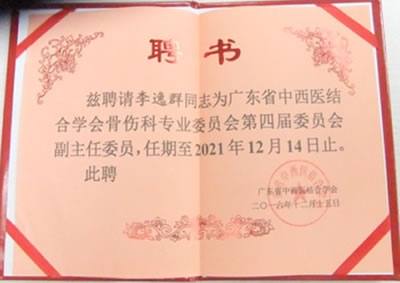 聘书
兹聘请李逸群同志为广东省中西医结
合学会骨伤科专业委员会第四届委员会
副主任委员，任期至2021年12月14日止。
此聘
广东省中西医结合学会
二〇一六年十二月十五日